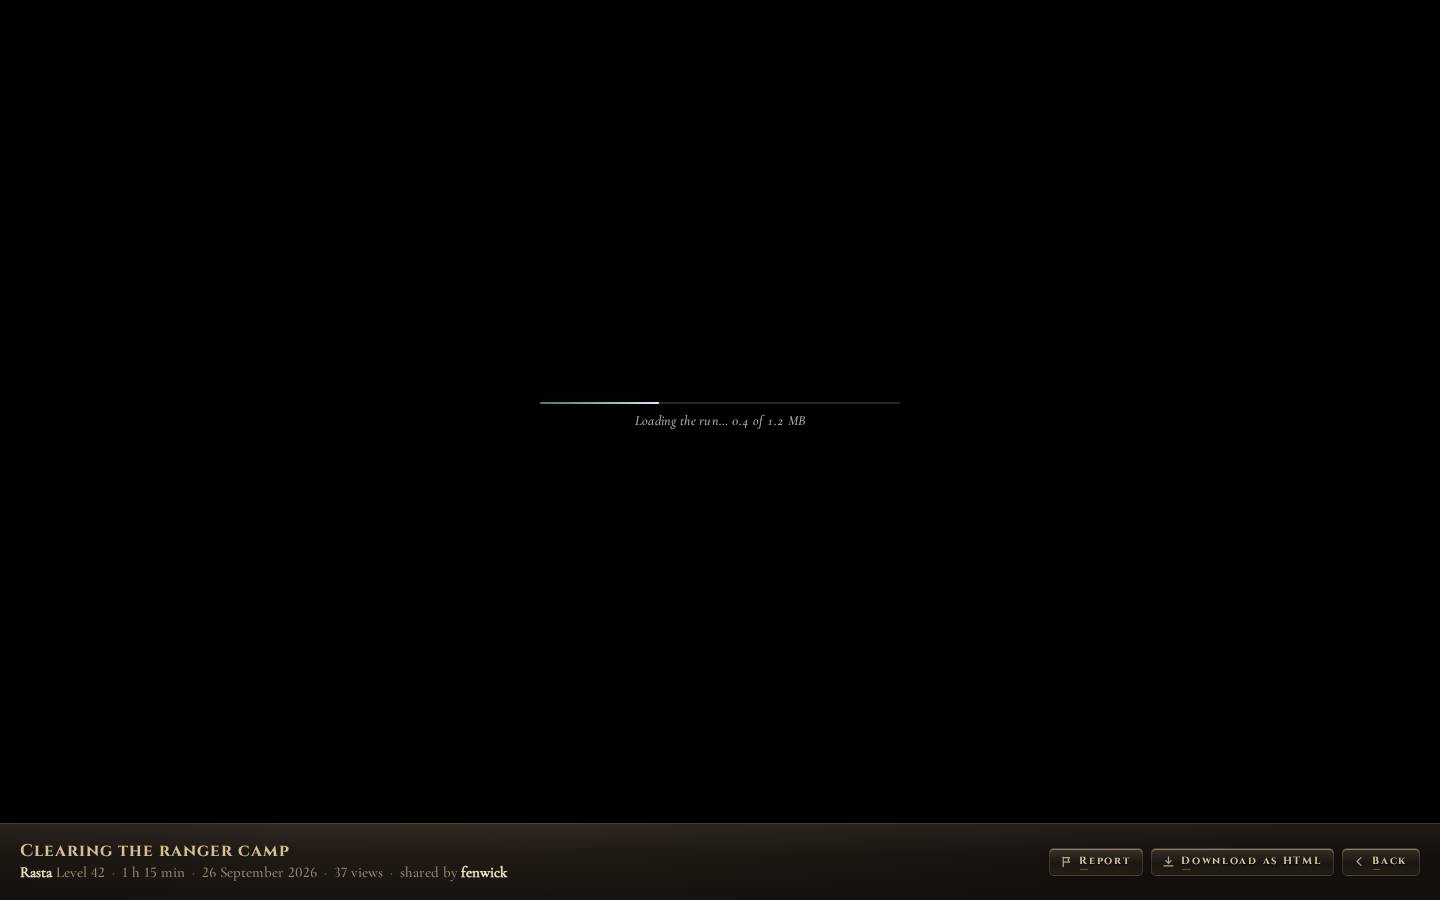 Loading the run... 0.4 of 1.2 MB
Clearing the ranger camp
Rasta Level 42 · 1 h 15 min · 26 September 2026 · 37 views · shared by fenwick
Report
Download as HTML
Back